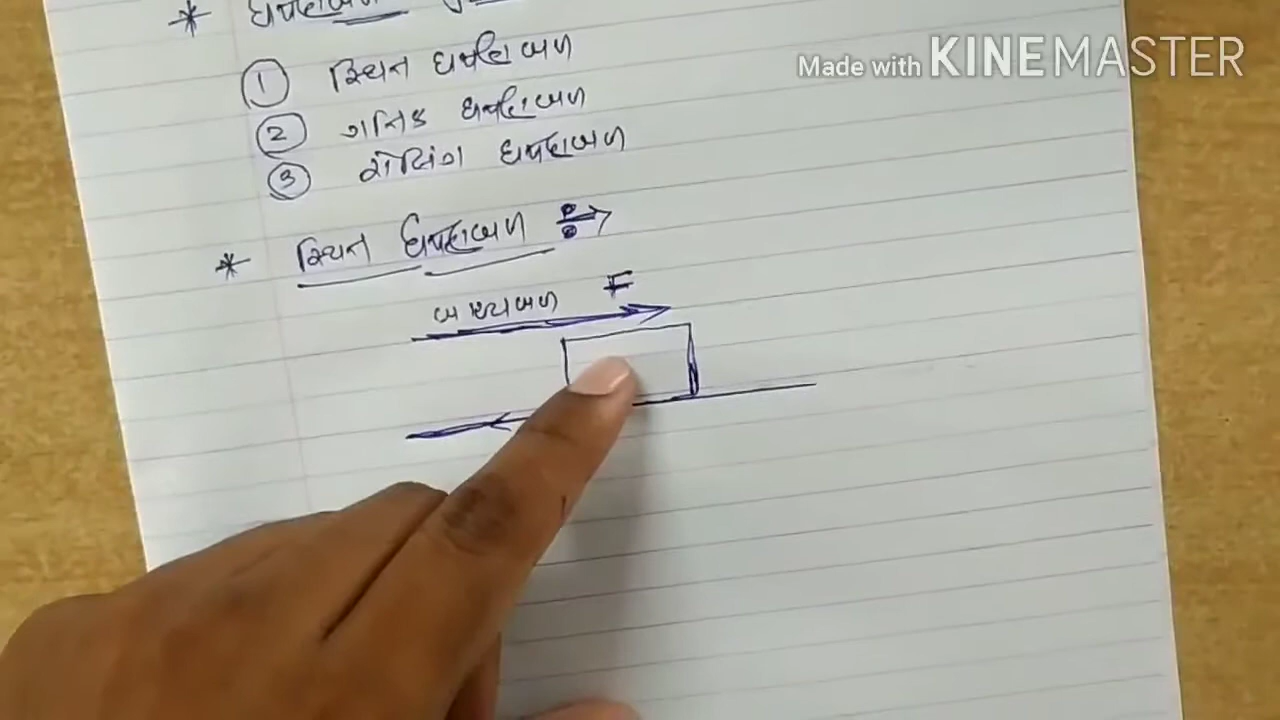 * ઘર્ષણબળ
Made with KINEMASTER
1 સ્થિત ઘર્ષણબળ
2 ગતિક ઘર્ષણબળ
3 રોલિંગ ઘર્ષણબળ
* સ્થિત ઘર્ષણબળ
બાહ્યબળ F